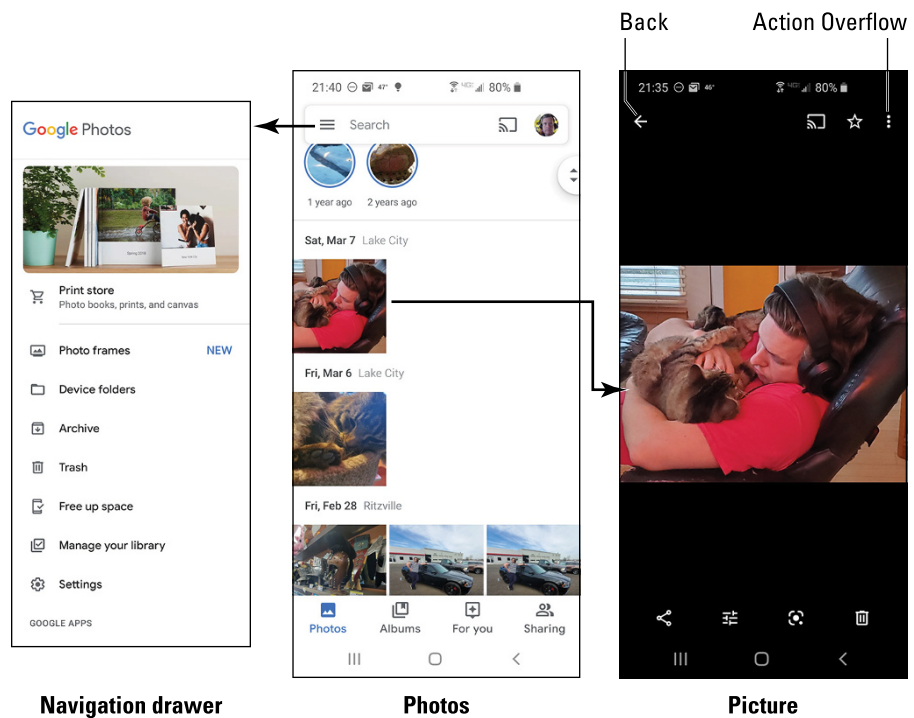 Back
Action Overflow
Google Photos
Print store
Photo books, prints, and canvas
Photo frames NEW
Device folders
Archive
Trash
Free up space
Manage your library
Settings
GOOGLE APPS
Navigation drawer
21:40 47° 80%
Search
1 year ago 2 years ago
Sat, Mar 7 Lake City
Fri, Mar 6 Lake City
Fri, Feb 28 Ritzville
Photos Albums For you Sharing
Photos
21:35 46° 80%
Picture